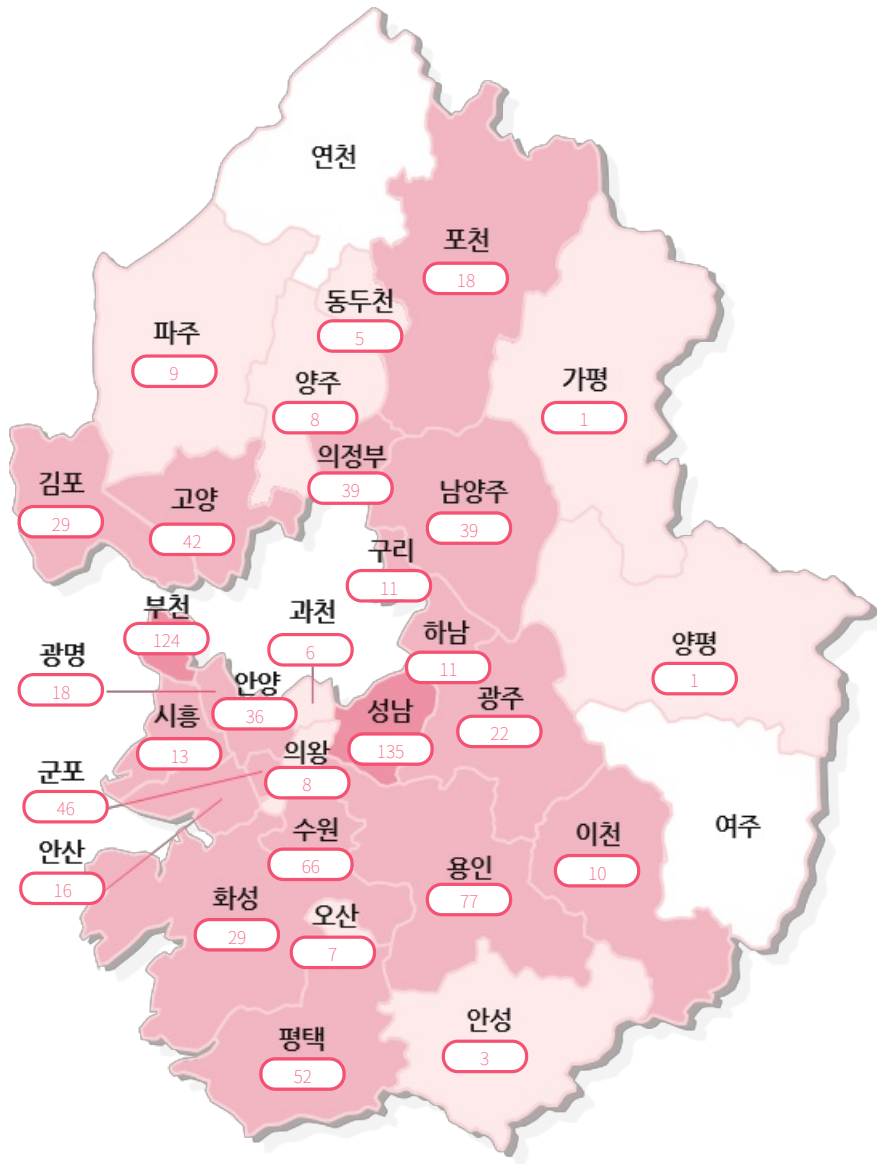 연천
포천
18
동두천
5
파주
9
양주
8
가평
1
의정부
39
김포
29
고양
42
남양주
39
구리
11
부천
124
과천
6
하남
11
광명
18
안양
36
양평
1
시흥
13
성남
135
광주
22
의왕
8
군포
46
수원
66
이천
10
여주
안산
16
용인
77
화성
29
오산
7
안성
3
평택
52